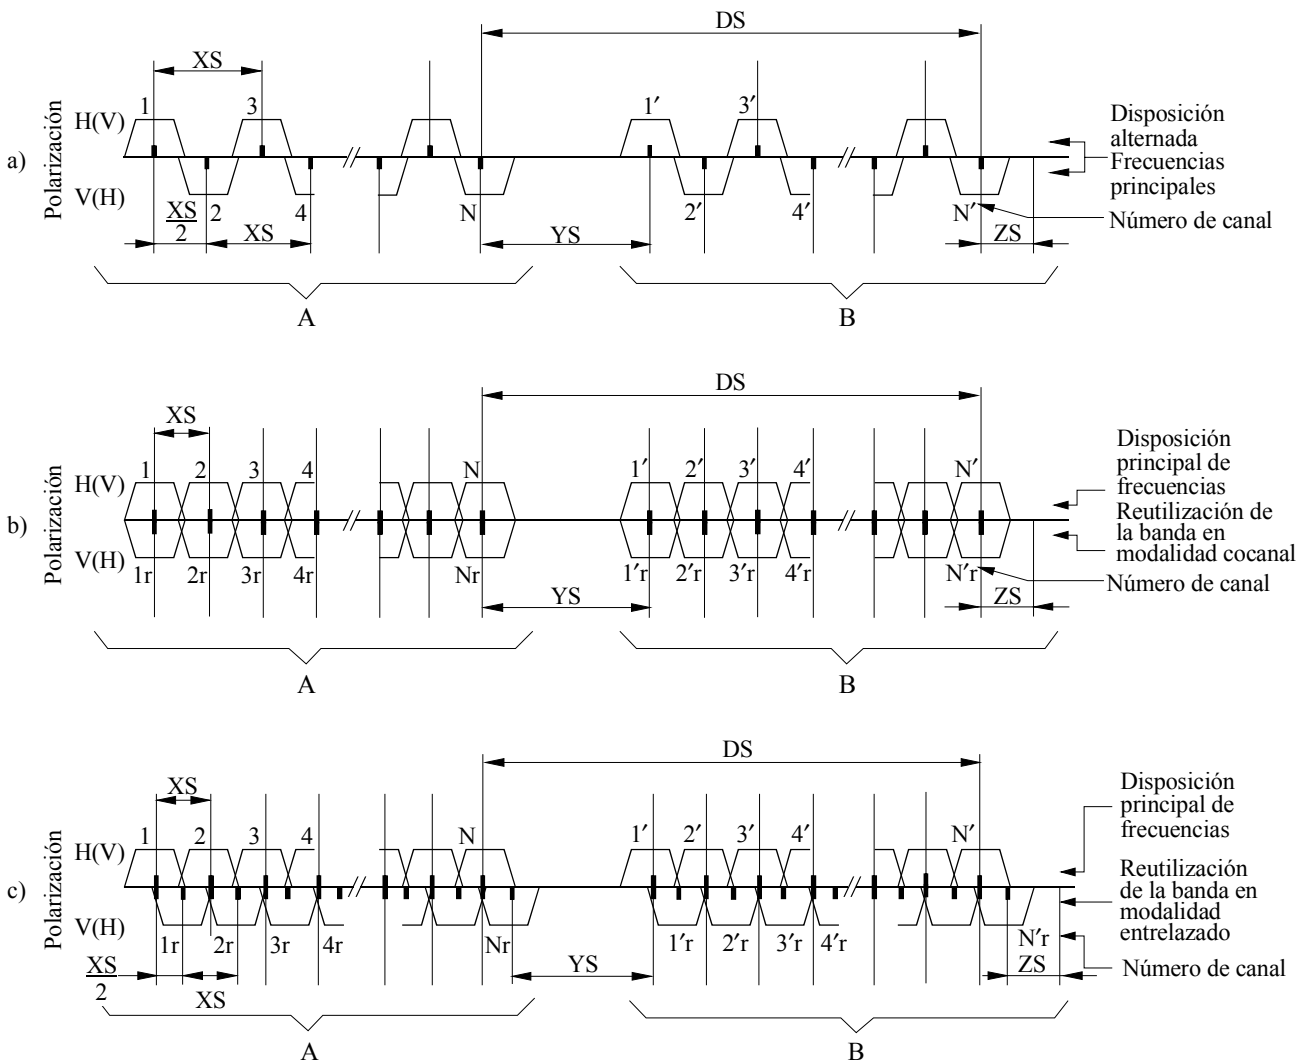 DS
XS
1
3
1′
3′
H(V)
Disposición
alternada
Frecuencias
principales
a)
Polarización
V(H)
2
4
N
2′
4′
N′
Número de canal
XS
2
XS
YS
ZS
A
B
DS
XS
1
2
3
4
N
1′
2′
3′
4′
N′
H(V)
Disposición
principal de
frecuencias
Reutilización de
la banda en
modalidad cocanal
b)
Polarización
V(H)
1r
2r
3r
4r
Nr
1′r
2′r
3′r
4′r
N′r
Número de canal
YS
ZS
A
B
DS
XS
1
2
3
4
N
1′
2′
3′
4′
N′
H(V)
Disposición
principal de
frecuencias
c)
Polarización
Reutilización
de la banda en
modalidad
entrelazado
V(H)
1r
2r
3r
4r
Nr
1′r
2′r
3′r
4′r
N′r
Número de canal
XS
2
XS
YS
ZS
A
B